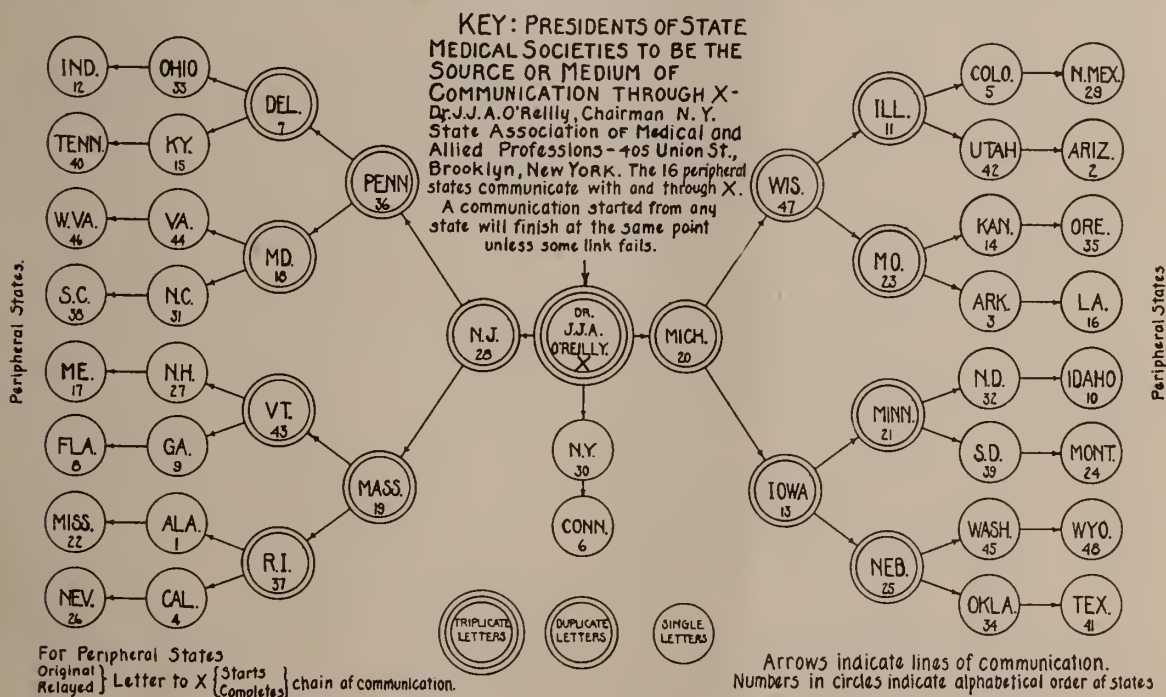 KEY: PRESIDENTS OF STATE
MEDICAL SOCIETIES TO BE THE
SOURCE OR MEDIUM OF
COMMUNICATION THROUGH X-
Dr. J.J.A. O'Reilly, Chairman N.Y.
State Association of Medical and
Allied Professions-405 Union St.,
Brooklyn, New York. The 16 peripheral
states communicate with and through X.
A communication started from any
state will finish at the same point
unless some link fails.
Peripheral States.
IND.
12
OHIO
33
DEL.
7
TENN.
40
KY.
15
PENN
36
W.VA.
46
VA.
44
MD.
18
S.C.
38
N.C.
31
N.J.
28
ME.
17
N.H.
27
VT.
43
FLA.
8
GA.
9
MASS.
19
MISS.
22
ALA.
1
R.I.
37
NEV.
26
CAL.
4
DR.
J.J.A.
O'REILLY.
X
N.Y.
30
CONN.
6
MICH.
20
WIS.
47
ILL.
11
COLO.
5
N.MEX.
29
UTAH
42
ARIZ.
2
MO.
23
KAN.
14
ORE.
35
ARK.
3
LA.
16
IOWA
13
MINN.
21
N.D.
32
IDAHO
10
S.D.
39
MONT.
24
NEB.
25
WASH.
45
WYO.
48
OKLA.
34
TEX.
41
Peripheral States
TRIPLICATE
LETTERS
DUPLICATE
LETTERS
SINGLE
LETTERS
For Peripheral States
Original } Letter to X { Starts } chain of communication.
Relayed } { Completes }
Arrows indicate lines of communication.
Numbers in circles indicate alphabetical order of states